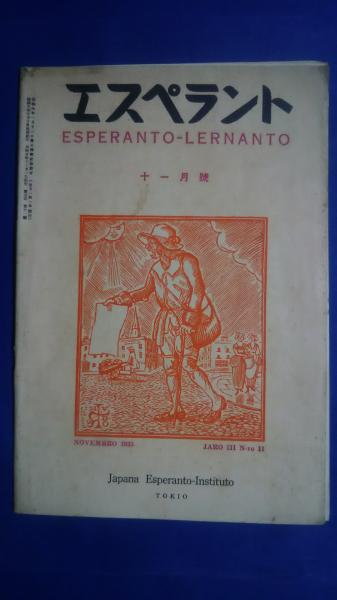 エスペラント
ESPERANTO-LERNANTO
十一月號
NOVEMBRO 1935
JARO III N-ro 11
Japana Esperanto-Instituto
TOKIO